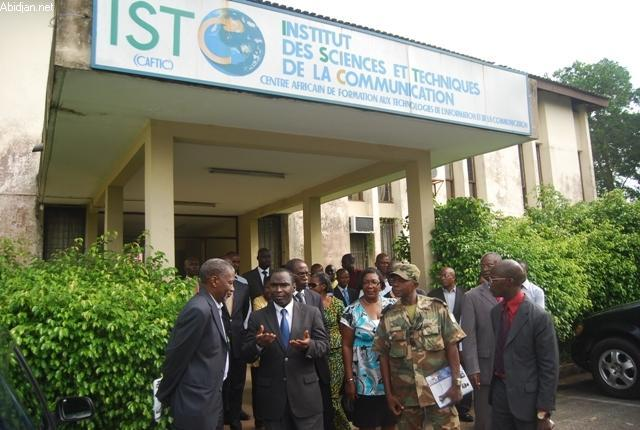 Abidjan.net
ISTC
(CAFTIC)
INSTITUT
DES SCIENCES ET TECHNIQUES
DE LA COMMUNICATION
CENTRE AFRICAIN DE FORMATION AUX TECHNOLOGIES DE L'INFORMATION ET DE LA COMMUNICATION